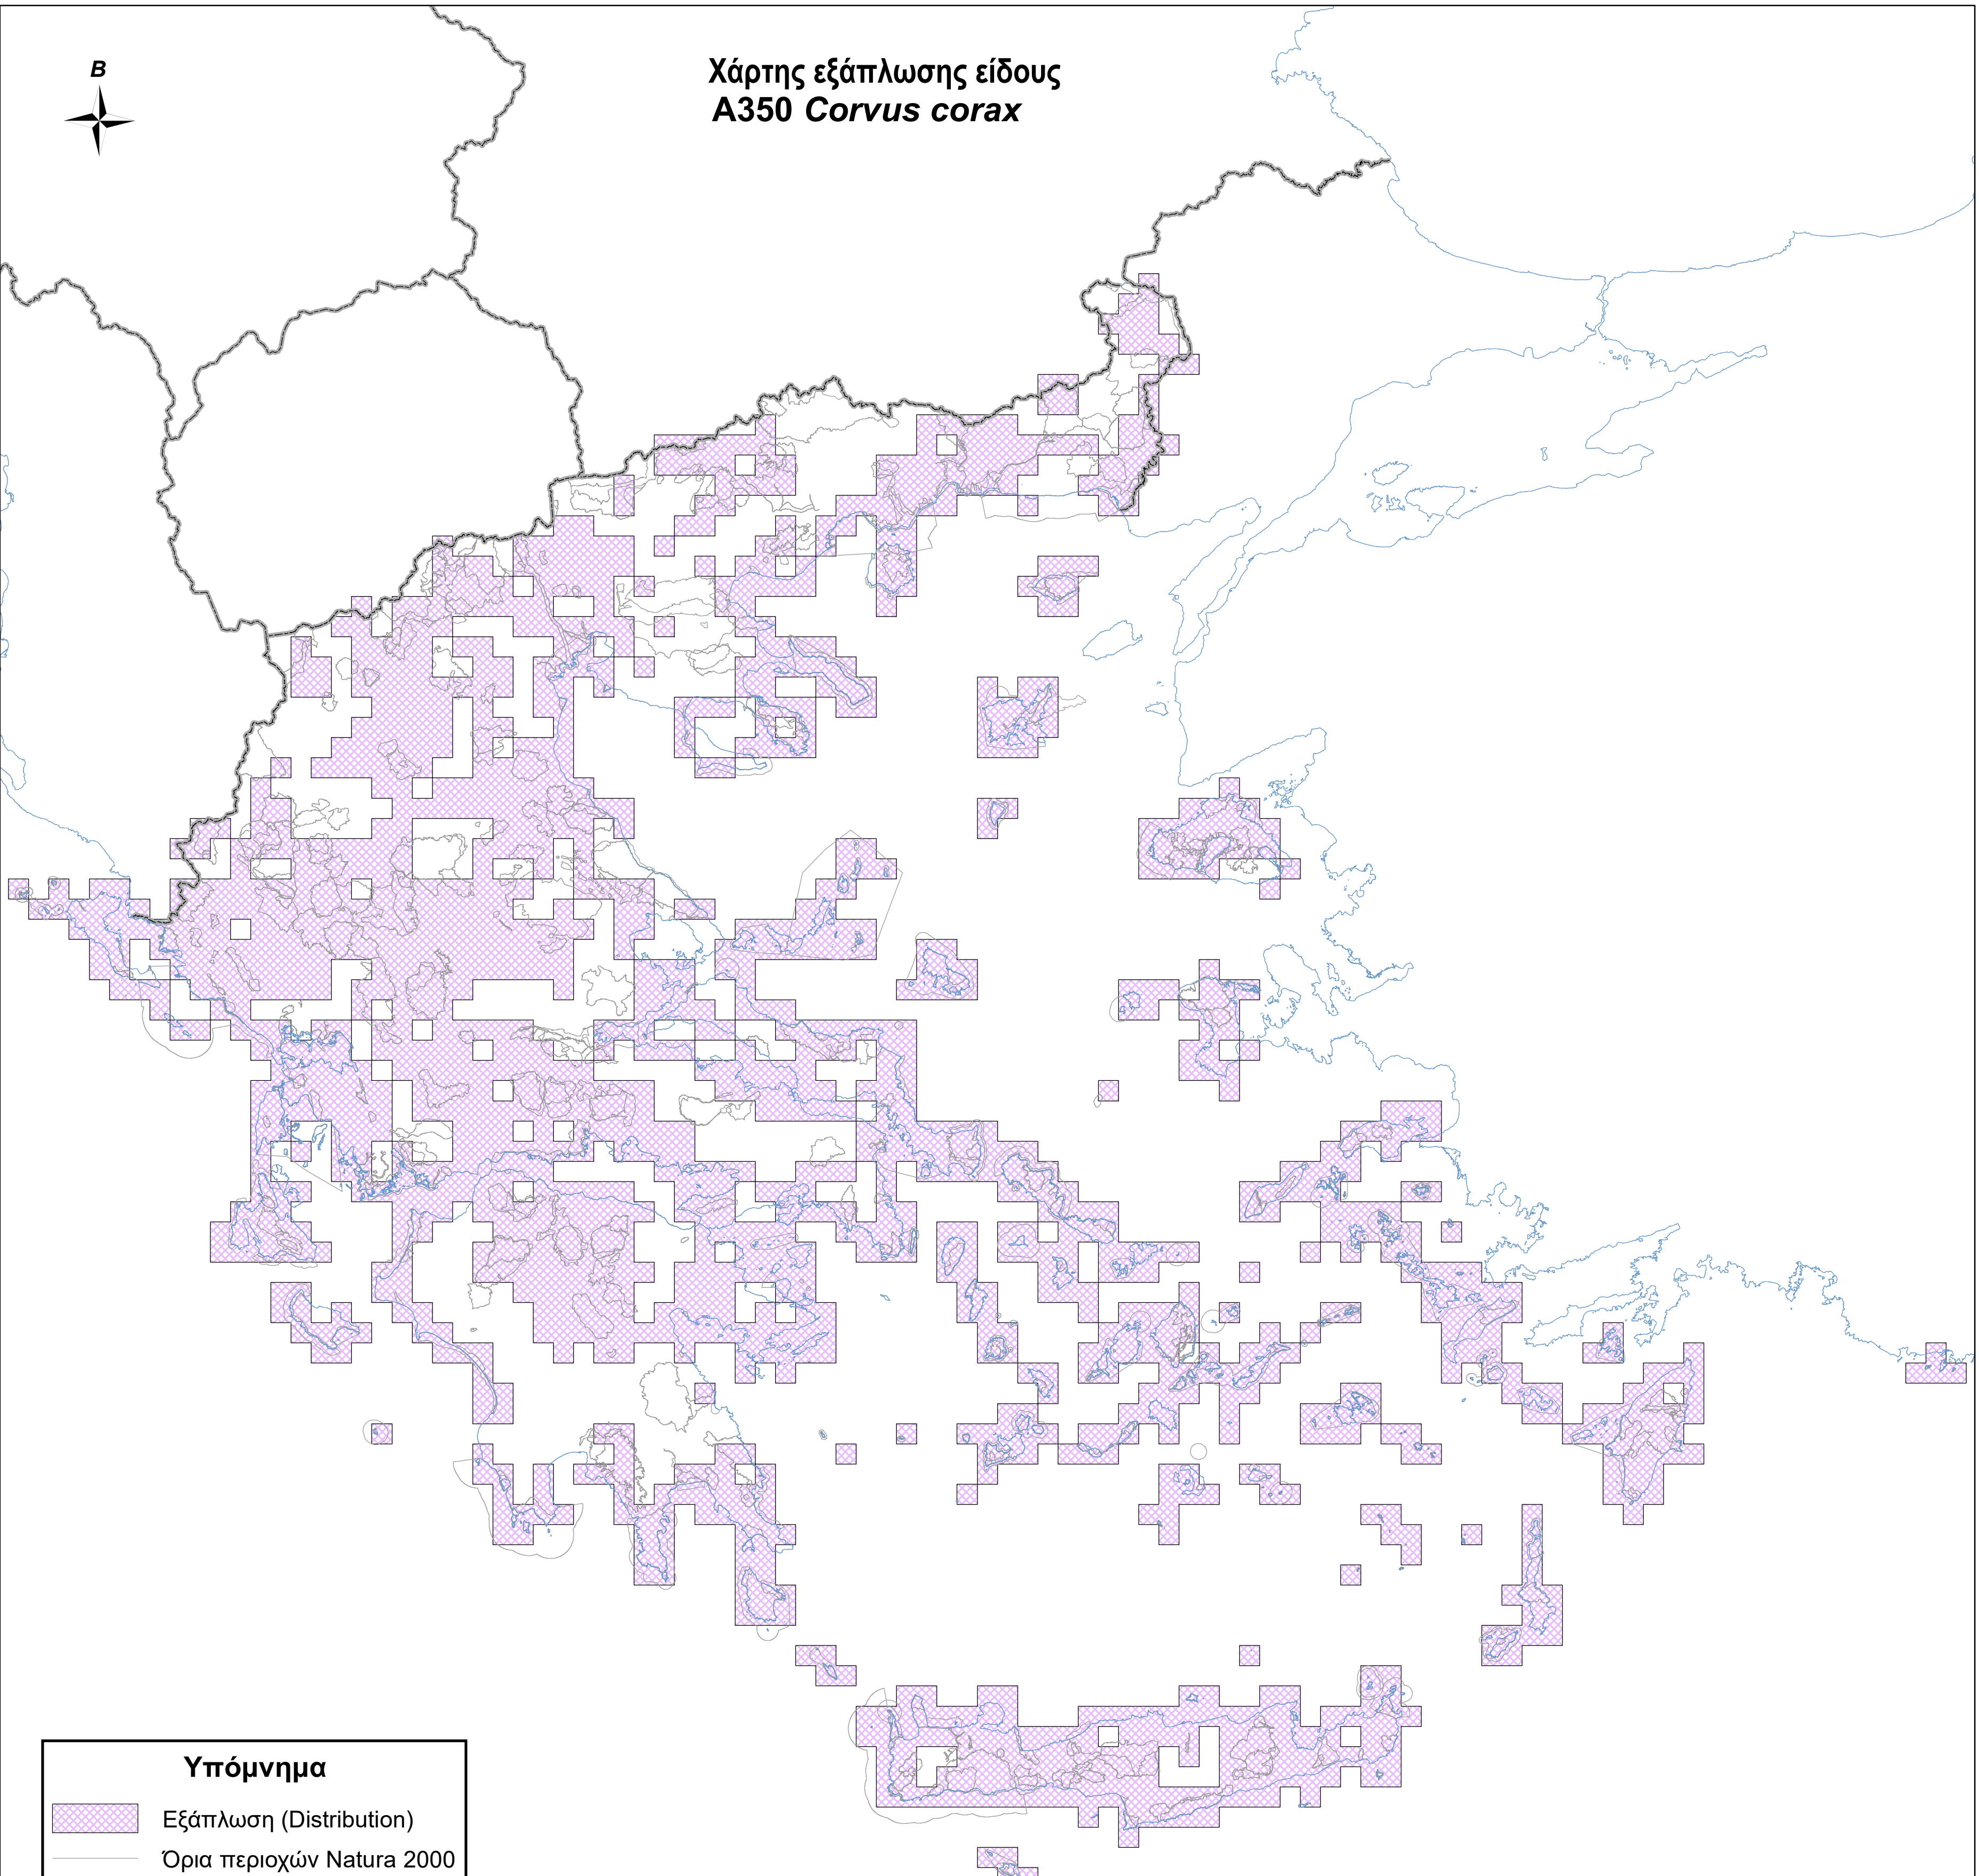 Β
Χάρτης εξάπλωσης είδους
A350 Corvus corax
Υπόμνημα
Εξάπλωση (Distribution)
Όρια περιοχών Natura 2000